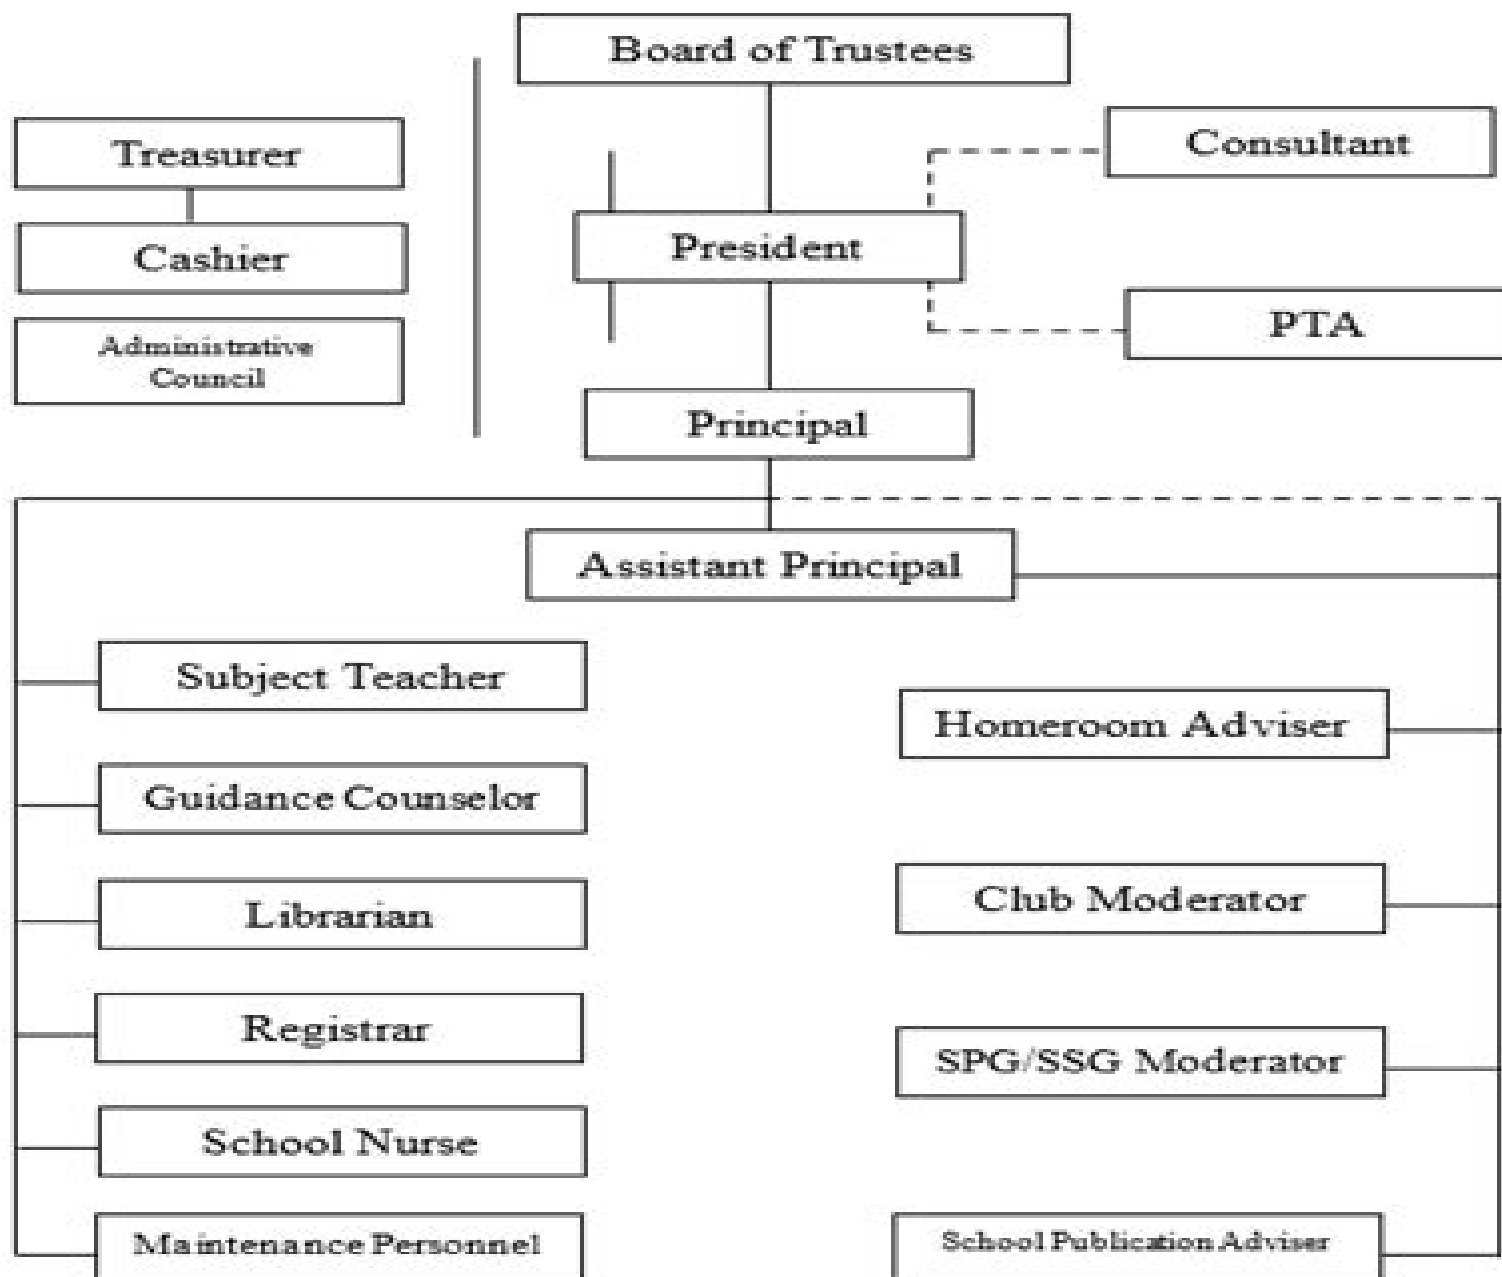 Board of Trustees
Treasurer
Consultant
President
Cashier
PTA
Administrative
Council
Principal
Assistant Principal
Subject Teacher
Homeroom Adviser
Guidance Counselor
Club Moderator
Librarian
Registrar
SPG/SSG Moderator
School Nurse
Maintenance Personnel
School Publication Adviser